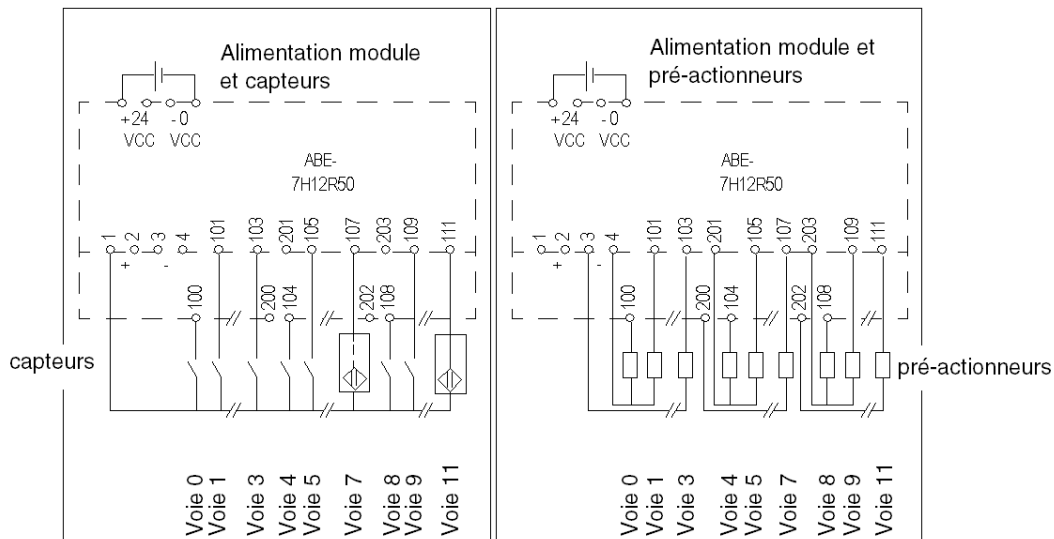 Alimentation module
et capteurs
+24
VCC
- 0
VCC
ABE-
7H12R50
1
2
3
4
101
103
201
105
107
203
109
111
+
-
100
200
104
202
108
capteurs
Voie 0
Voie 1
Voie 3
Voie 4
Voie 5
Voie 7
Voie 8
Voie 9
Voie 11
Alimentation module et
pré-actionneurs
+24
VCC
- 0
VCC
ABE-
7H12R50
1
2
3
4
101
103
201
105
107
203
109
111
+
-
100
200
104
202
108
pré-actionneurs
Voie 0
Voie 1
Voie 3
Voie 4
Voie 5
Voie 7
Voie 8
Voie 9
Voie 11